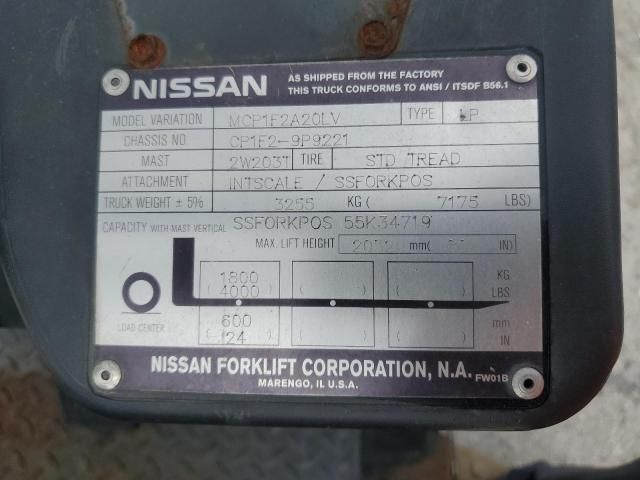 NISSAN
AS SHIPPED FROM THE FACTORY
THIS TRUCK CONFORMS TO ANSI / ITSDF B56.1
MODEL VARIATION MCP1F2A20LV TYPE LP
CHASSIS NO CP1F2-9P9221
MAST 2W203T TIRE STD TREAD
ATTACHMENT INTSCALE / SSFORKPOS
TRUCK WEIGHT ± 5% 3255 KG ( 7175 LBS)
CAPACITY WITH MAST VERTICAL SSFORKPOS 55K34719
MAX. LIFT HEIGHT mm( IN)
1800 KG
(4000) ( ) ( ) LBS
LOAD CENTER
600 mm
(24) ( ) ( ) IN
NISSAN FORKLIFT CORPORATION, N.A.
MARENGO, IL U.S.A.
FW01B